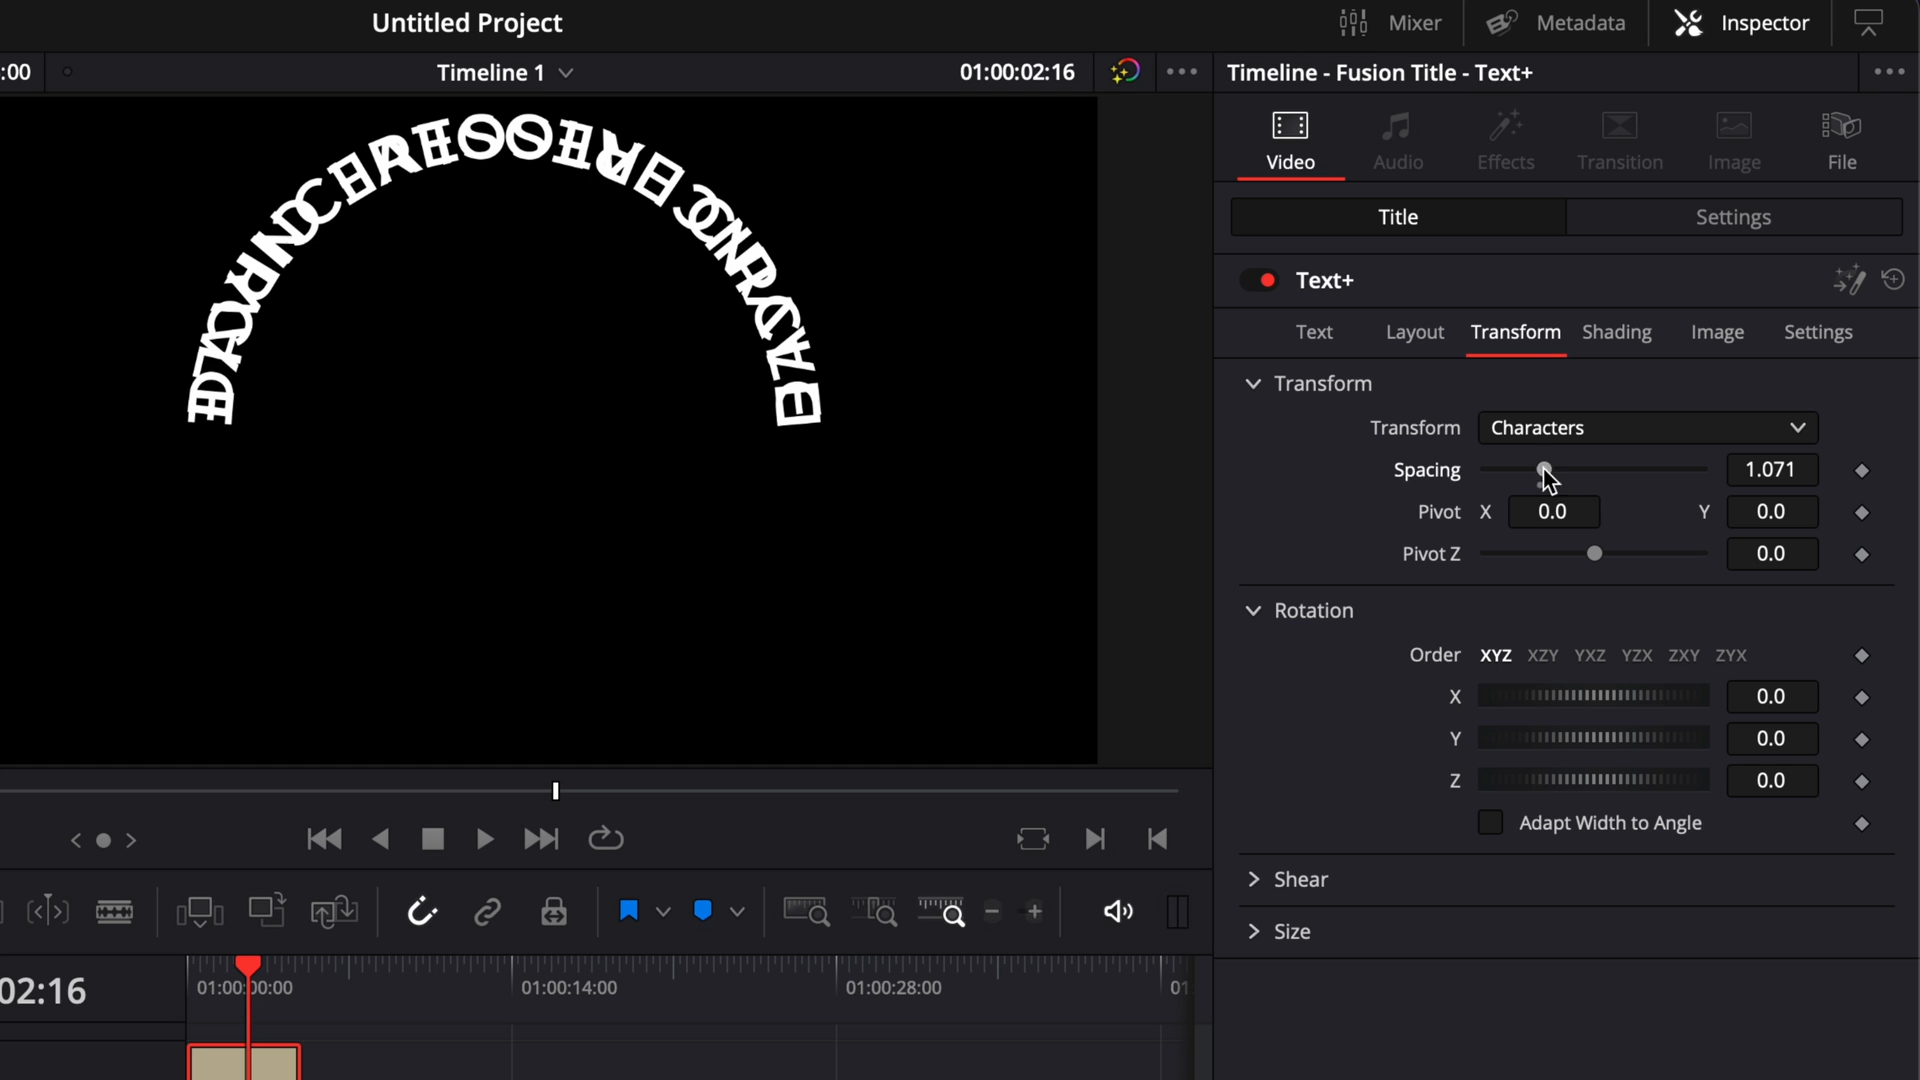 Untitled Project
Mixer
Metadata
Inspector
:00
Timeline 1
01:00:02:16
Timeline - Fusion Title - Text+
Video
Audio
Effects
Transition
Image
File
Title
Settings
Text+
Text
Layout
Transform
Shading
Image
Settings
Transform
Transform Characters
Spacing 1.071
Pivot X 0.0 Y 0.0
Pivot Z 0.0
Rotation
Order XYZ XZY YXZ YZX ZXY ZYX
X 0.0
Y 0.0
Z 0.0
Adapt Width to Angle
Shear
Size
02:16
01:00:00:00
01:00:14:00
01:00:28:00
01